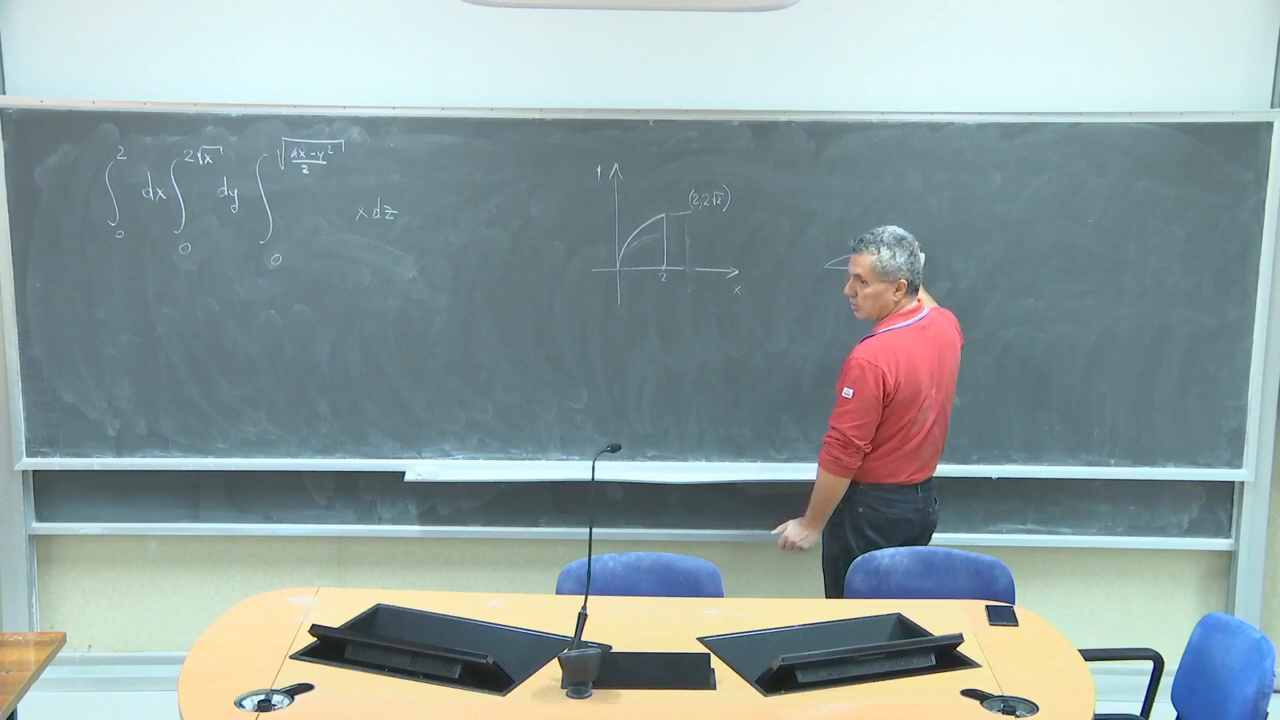 ∫₀² dx ∫₀^{2√x} dy ∫₀^{√((4x-y²)/2)} x dz
y
(2,2√2)
2
x